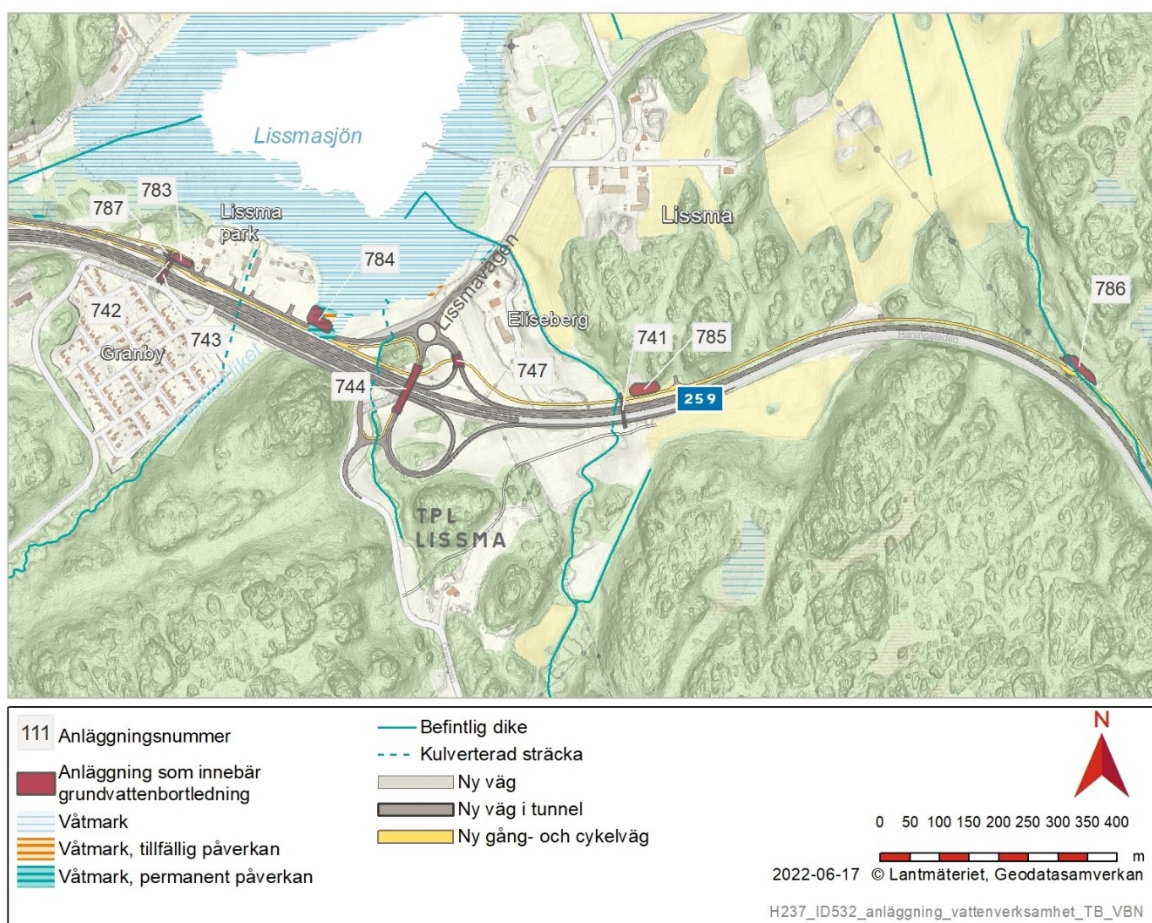 Lissmasjön
783
787
Lissma
park
784
Lissmavägen
Lissma
786
742
743
Granby
Eliseberg
741
785
744
747
259
TPL
LISSMA
111 Anläggningsnummer
Anläggning som innebär
grundvattenbortledning
Våtmark
Våtmark, tillfällig påverkan
Våtmark, permanent påverkan
Befintlig dike
Kulverterad sträcka
Ny väg
Ny väg i tunnel
Ny gång- och cykelväg
N
0 50 100 150 200 250 300 350 400
m
2022-06-17 © Lantmäteriet, Geodatasamverkan
H237_ID532_anläggning_vattenverksamhet_TB_VBN